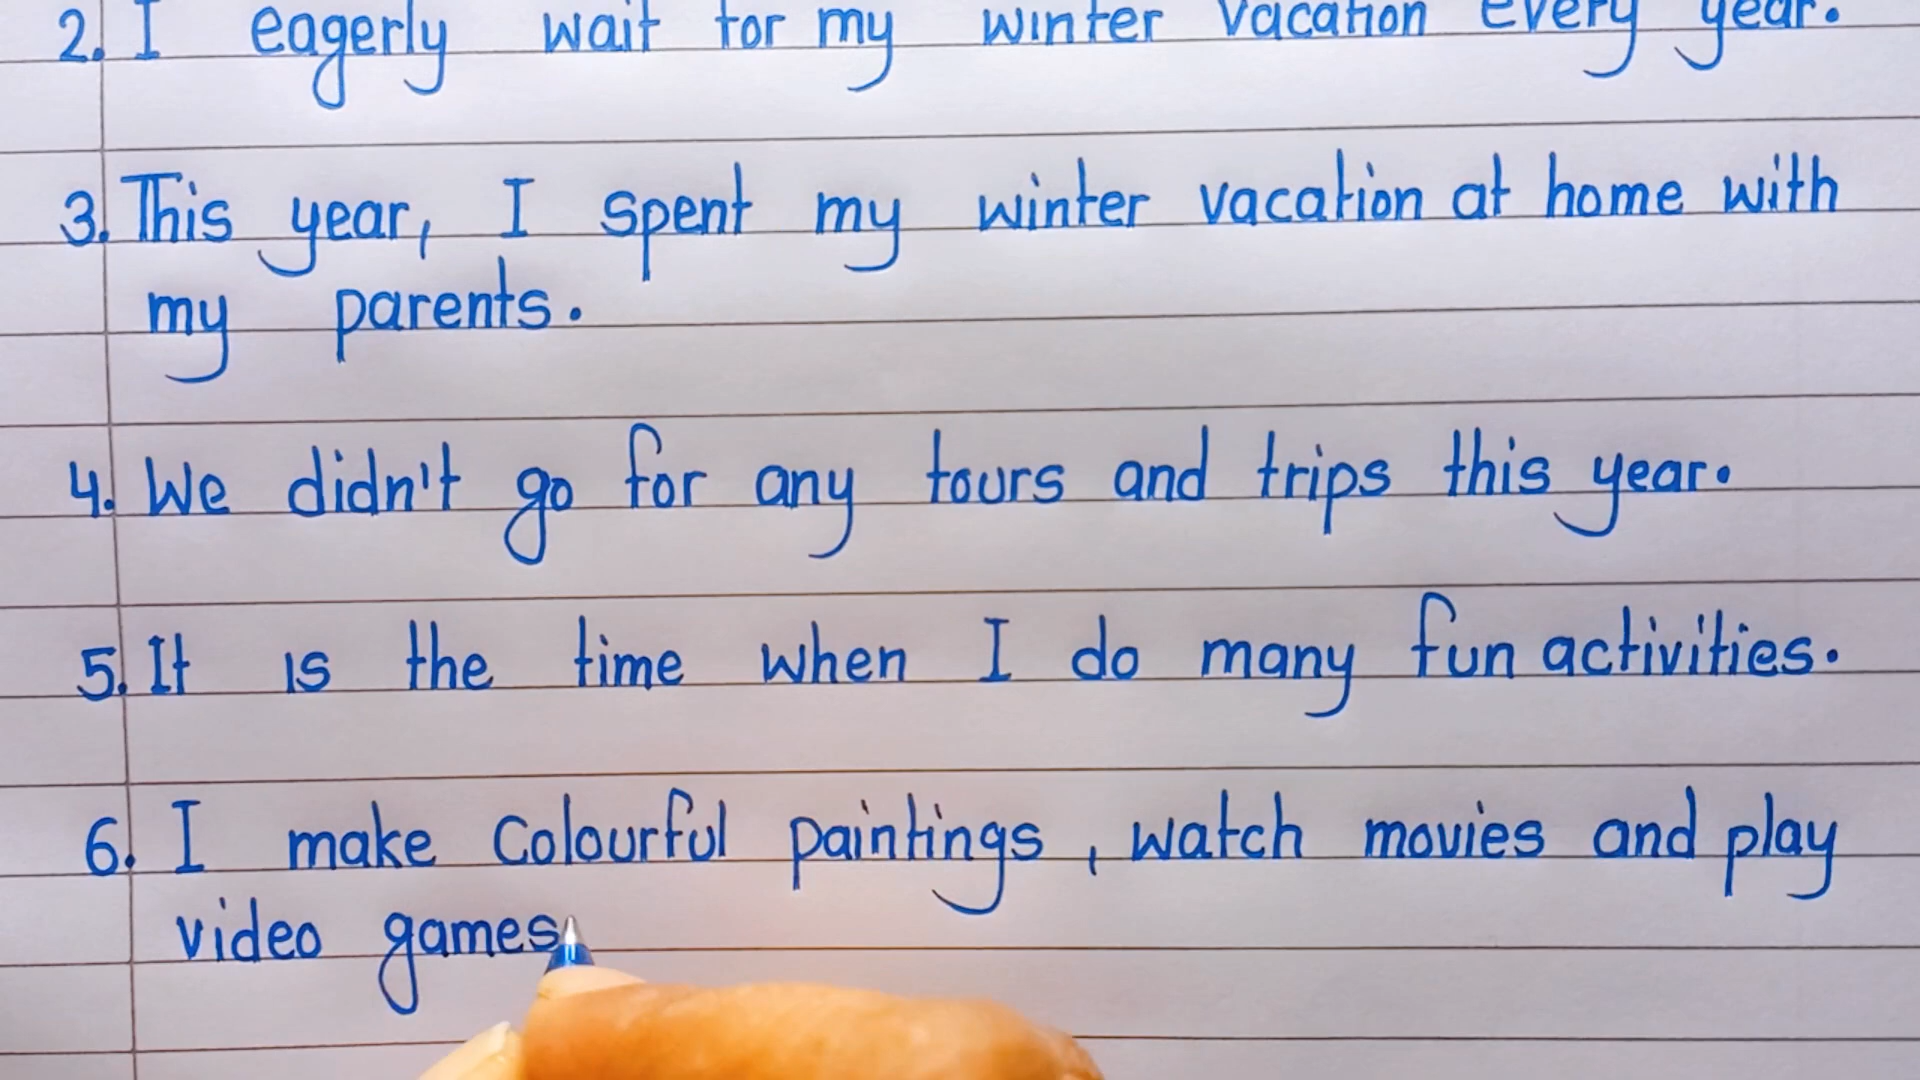 2. I eagerly wait for my winter vacation every year.
3. This year, I spent my winter vacation at home with
my parents.
4. We didn't go for any tours and trips this year.
5. It is the time when I do many fun activities.
6. I make Colourful paintings, watch movies and play
video games